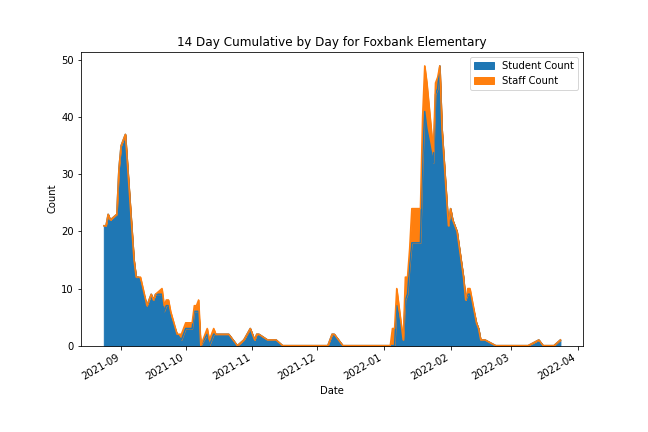 14 Day Cumulative by Day for Foxbank Elementary
Student Count
Staff Count
50
40
30
20
10
0
Count
2021-09
2021-10
2021-11
2021-12
2022-01
2022-02
2022-03
2022-04
Date